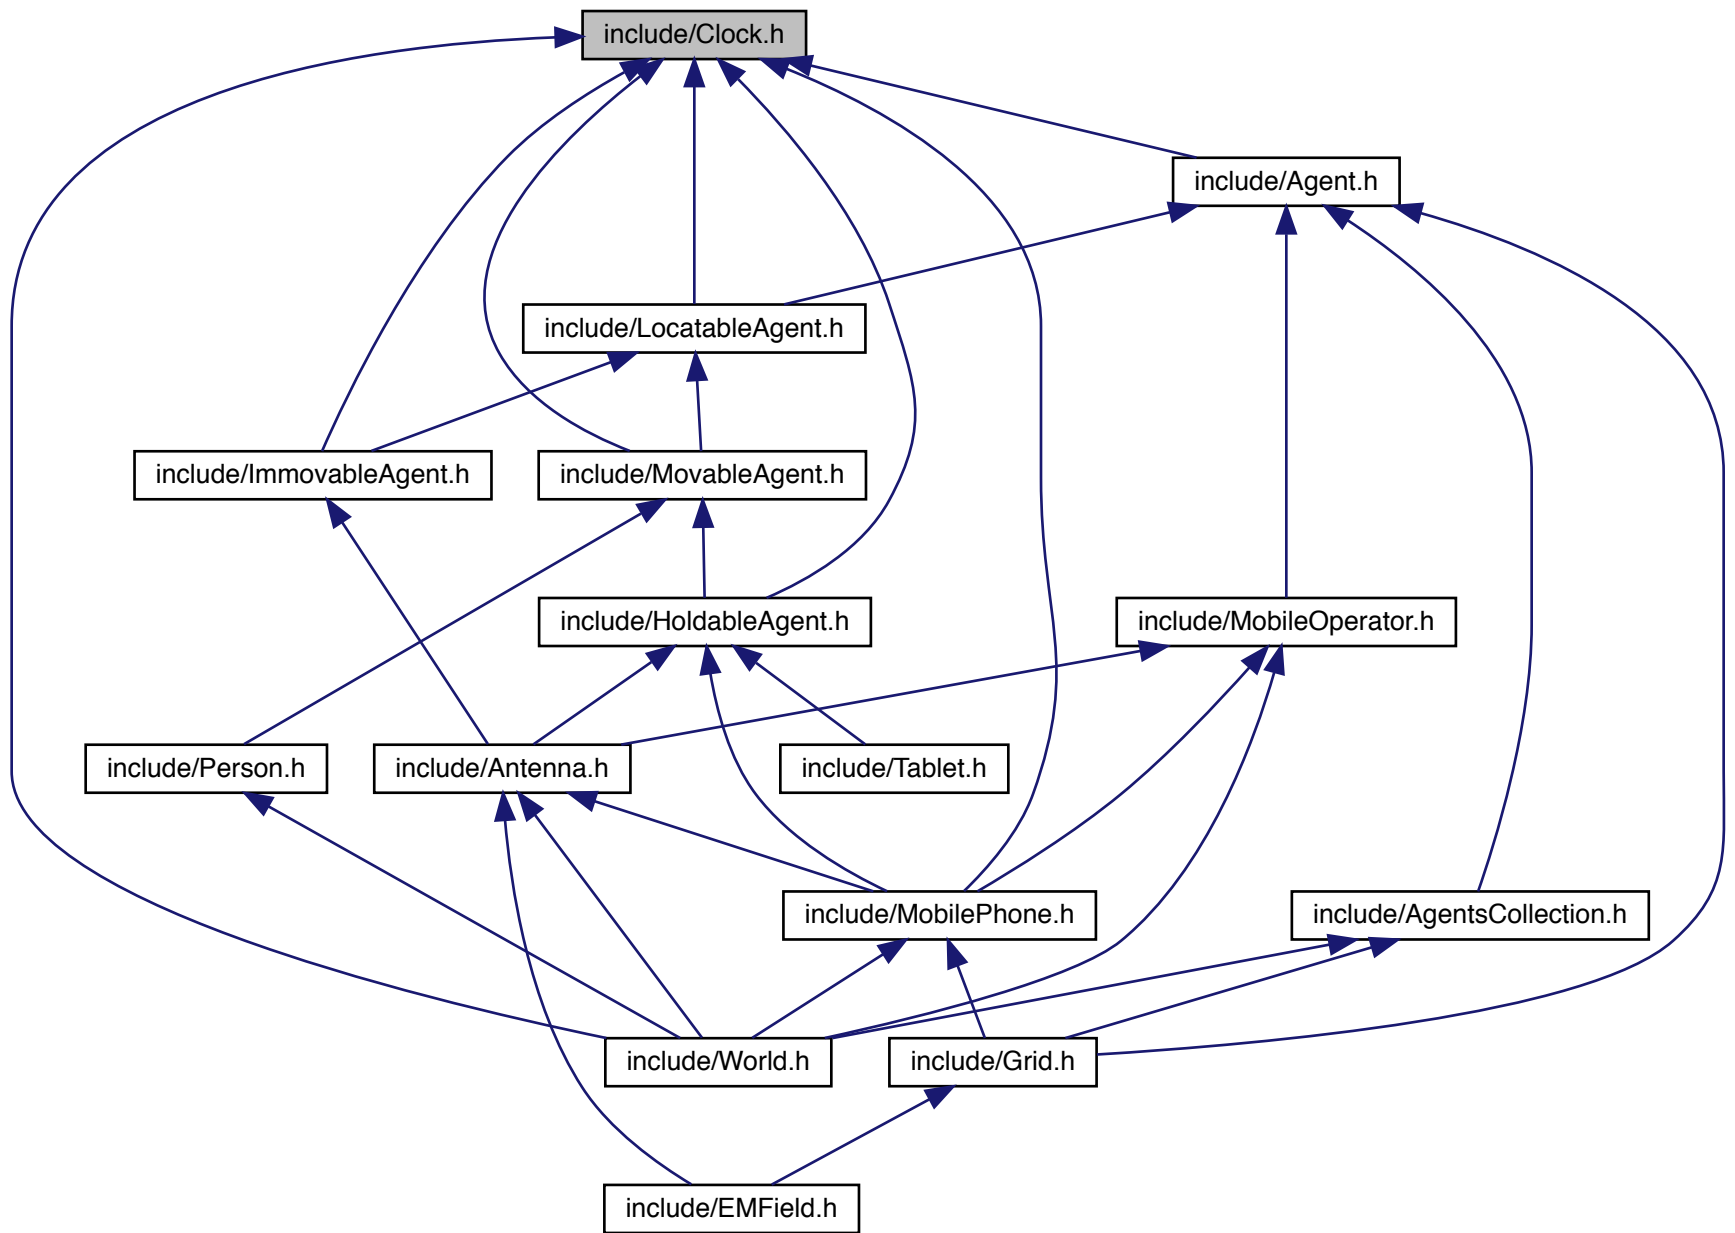 include/Clock.h
include/Agent.h
include/LocatableAgent.h
include/ImmovableAgent.h
include/MovableAgent.h
include/HoldableAgent.h
include/MobileOperator.h
include/Person.h
include/Antenna.h
include/Tablet.h
include/MobilePhone.h
include/AgentsCollection.h
include/World.h
include/Grid.h
include/EMField.h